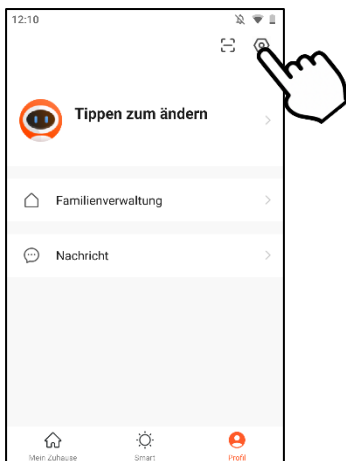 12:10
Tippen zum ändern
Familienverwaltung
Nachricht
Mein Zuhause
Smart
Profil